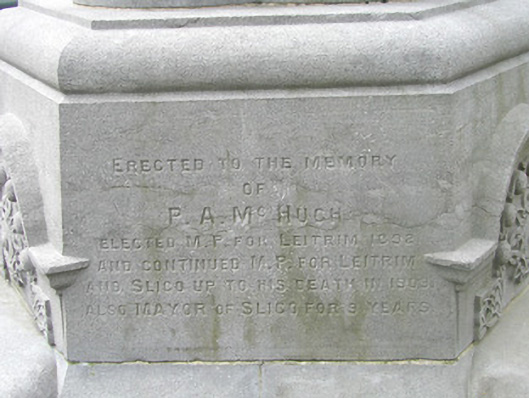 ERECTED TO THE MEMORY
OF
P. A. McHUGH
ELECTED M.P. FOR LEITRIM 1892
AND CONTINUED M.P. FOR LEITRIM
AND SLIGO UP TO HIS DEATH IN 1909.
ALSO MAYOR OF SLIGO FOR 9 YEARS